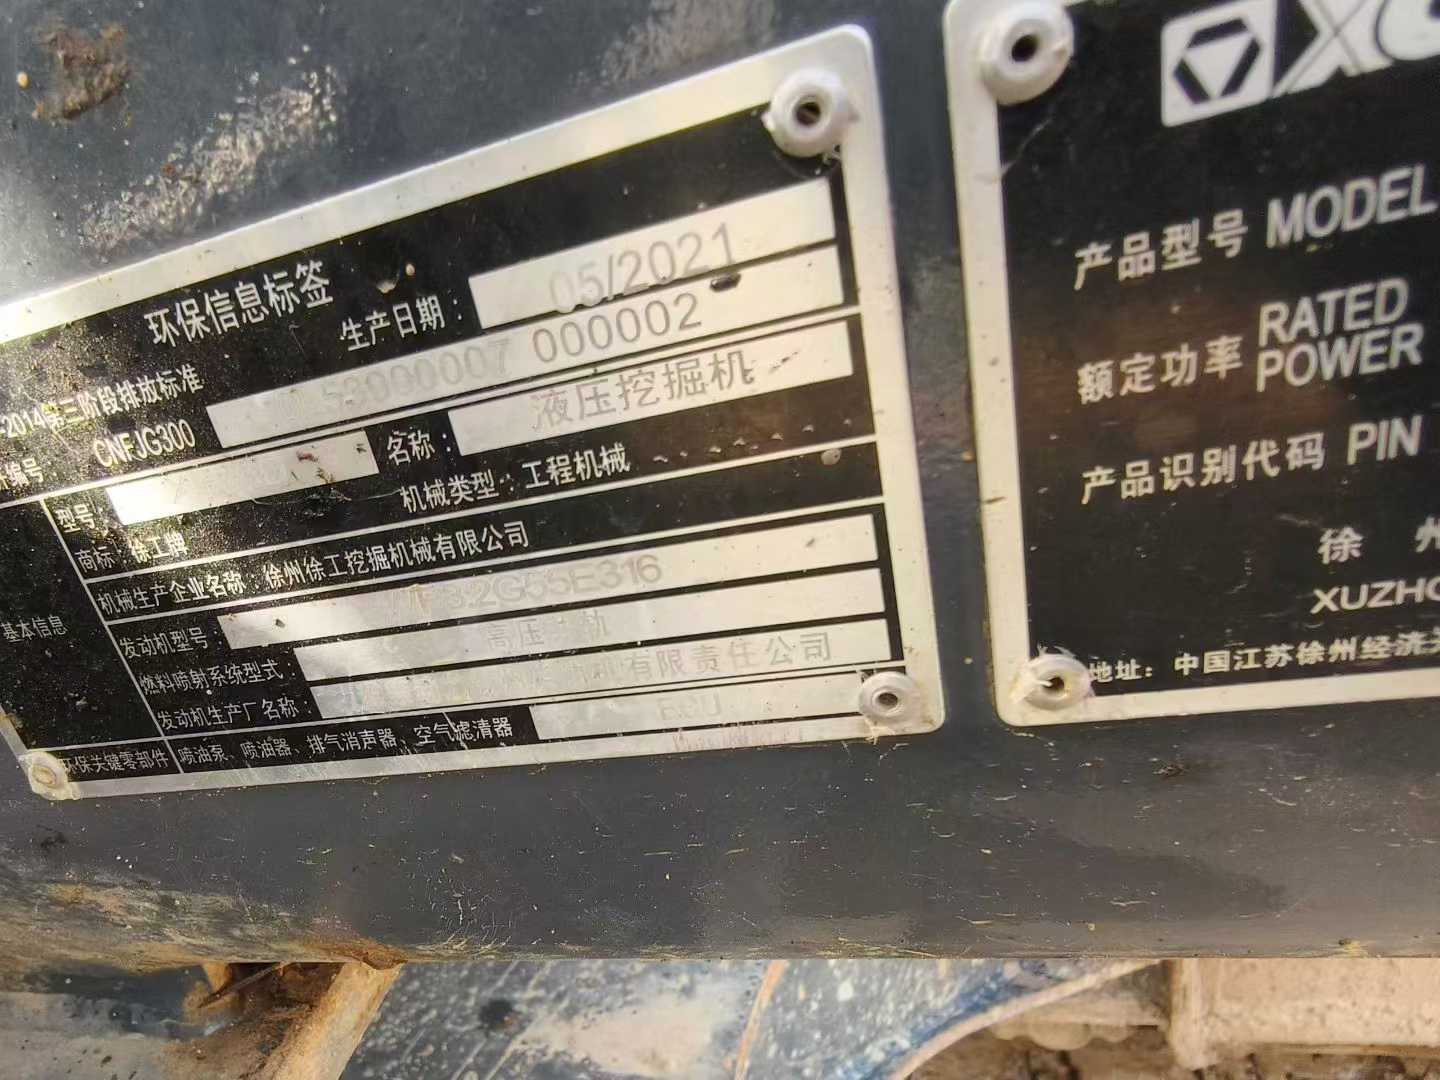 环保信息标签
生产日期: 05/2021
-2014第三阶段排放标准
编号 CNFJG300 53000007 000002
型号: 名称: 液压挖掘机
商标: 徐工牌 机械类型: 工程机械
机械生产企业名称: 徐州徐工挖掘机械有限公司
基本信息
发动机型号: 3.2G55E316
燃料喷射系统型式: 高压
发动机生产厂名称: 有限责任公司
环保关键零部件 喷油泵、喷油器、排气消声器、空气滤清器 ECU
产品型号 MODEL
额定功率 RATED POWER
产品识别代码 PIN
徐 州
XUZHO
地址: 中国江苏徐州经济